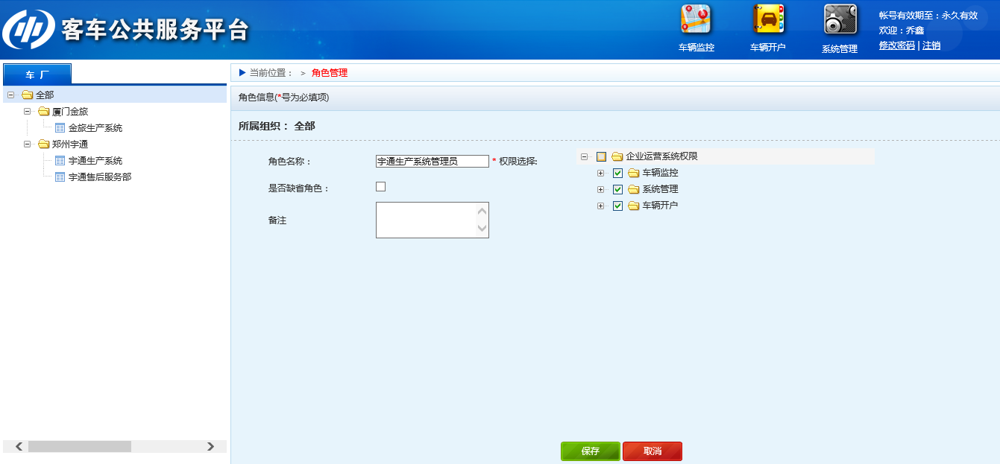 客车公共服务平台
车辆监控
车辆开户
系统管理
帐号有效期至：永久有效
欢迎：乔鑫
修改密码 | 注销
车 厂
当前位置： > 角色管理
全部
厦门金旅
金旅生产系统
郑州宇通
宇通生产系统
宇通售后服务部
角色信息(*号为必填项)
所属组织： 全部
角色名称： 宇通生产系统管理员 * 权限选择:
是否缺省角色：
备注
企业运营系统权限
车辆监控
系统管理
车辆开户
保存 取消